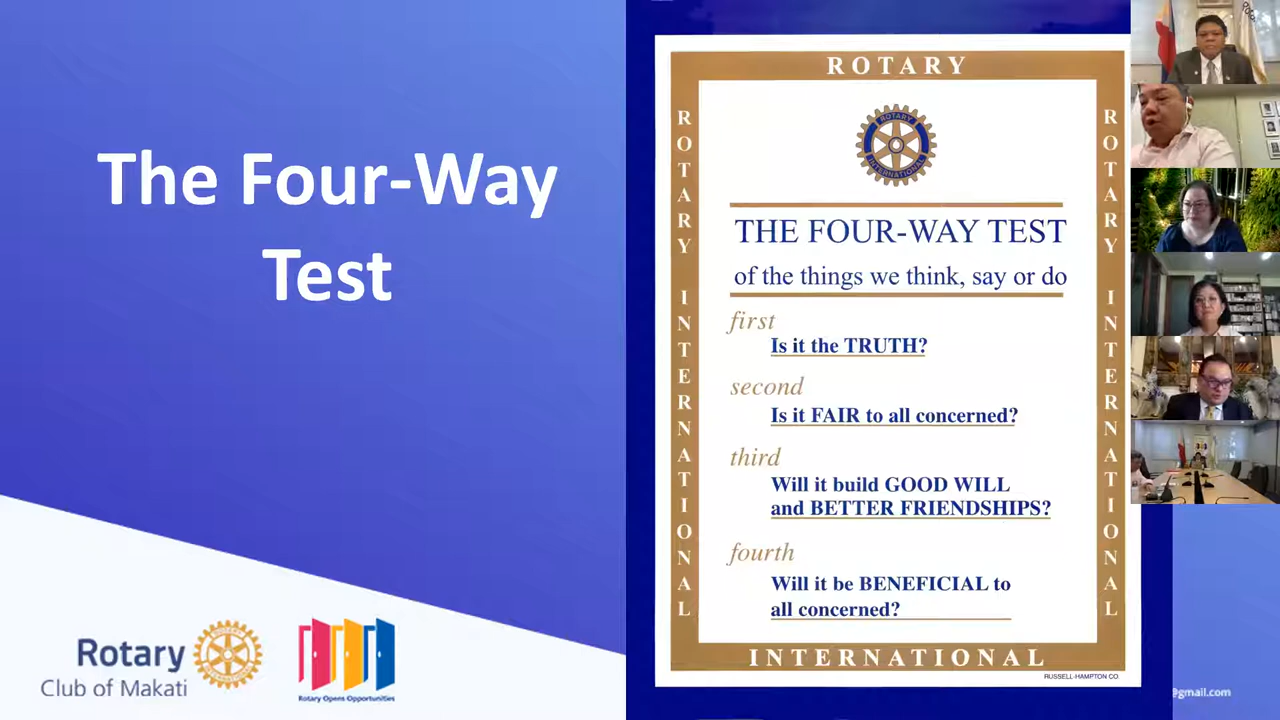 The Four-Way
Test
Rotary
Club of Makati
Rotary Opens Opportunities
ROTARY
ROTARY INTERNATIONAL
ROTARY INTERNATIONAL
ROTARY
INTERNATIONAL
THE FOUR-WAY TEST
of the things we think, say or do
first
Is it the TRUTH?
second
Is it FAIR to all concerned?
third
Will it build GOOD WILL
and BETTER FRIENDSHIPS?
fourth
Will it be BENEFICIAL to
all concerned?
INTERNATIONAL
RUSSELL-HAMPTON CO.
@gmail.com